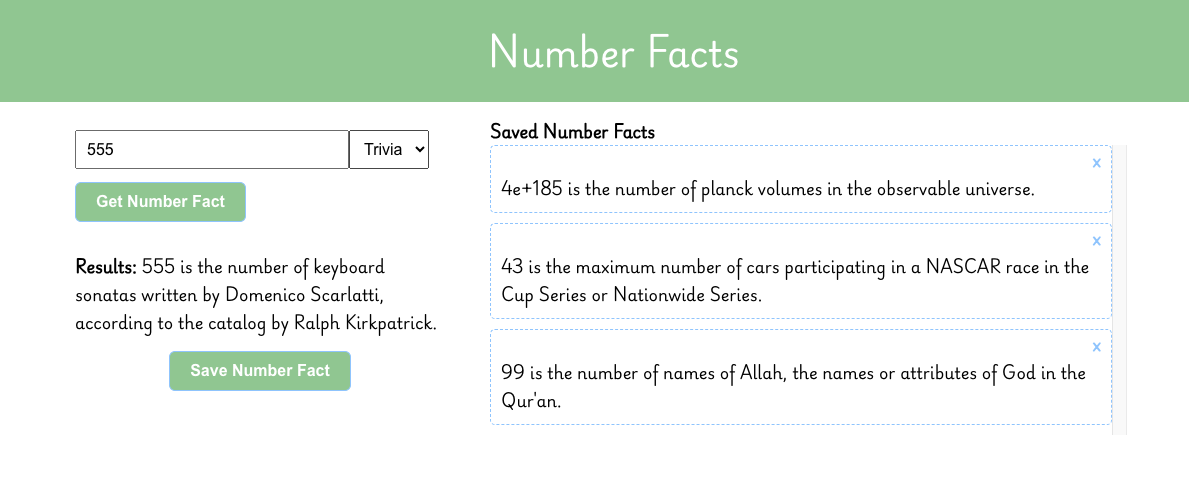 Number Facts
555
Trivia
Get Number Fact
Results: 555 is the number of keyboard
sonatas written by Domenico Scarlatti,
according to the catalog by Ralph Kirkpatrick.
Save Number Fact
Saved Number Facts
x
4e+185 is the number of planck volumes in the observable universe.
x
43 is the maximum number of cars participating in a NASCAR race in the
Cup Series or Nationwide Series.
x
99 is the number of names of Allah, the names or attributes of God in the
Qur'an.